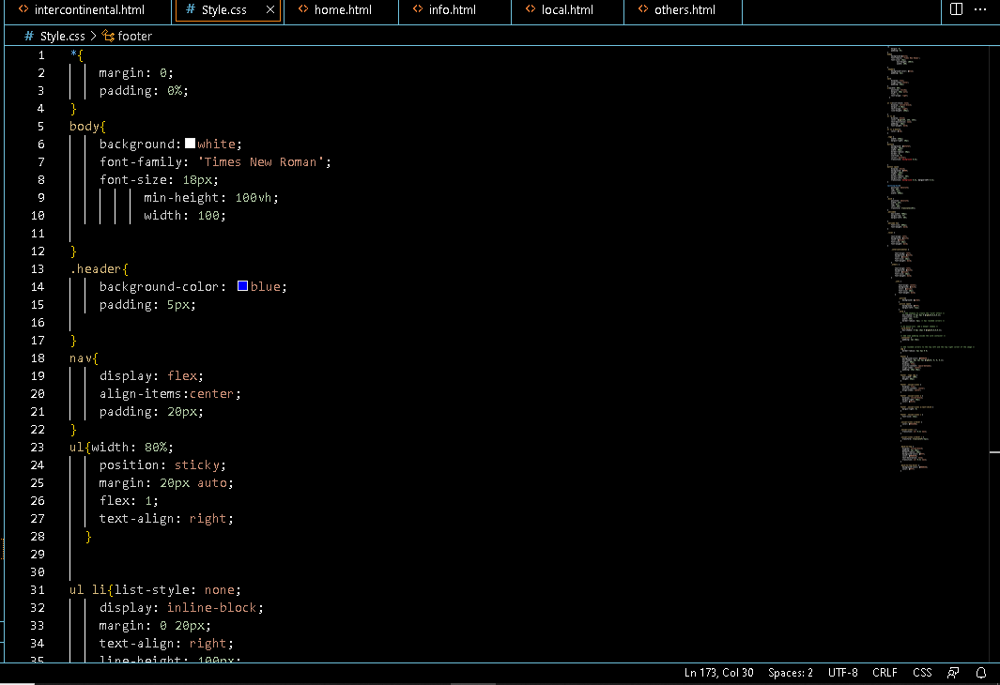 intercontinental.html # Style.css × <> home.html <> info.html <> local.html <> others.html ···
# Style.css > footer
1 *{
2 margin: 0;
3 padding: 0%;
4 }
5 body{
6 background: white;
7 font-family: 'Times New Roman';
8 font-size: 18px;
9 min-height: 100vh;
10 width: 100;
11
12 }
13 .header{
14 background-color: blue;
15 padding: 5px;
16
17 }
18 nav{
19 display: flex;
20 align-items:center;
21 padding: 20px;
22 }
23 ul{width: 80%;
24 position: sticky;
25 margin: 20px auto;
26 flex: 1;
27 text-align: right;
28 }
29
30
31 ul li{list-style: none;
32 display: inline-block;
33 margin: 0 20px;
34 text-align: right;
35 line-height: 100px;
Ln 173, Col 30 Spaces: 2 UTF-8 CRLF CSS